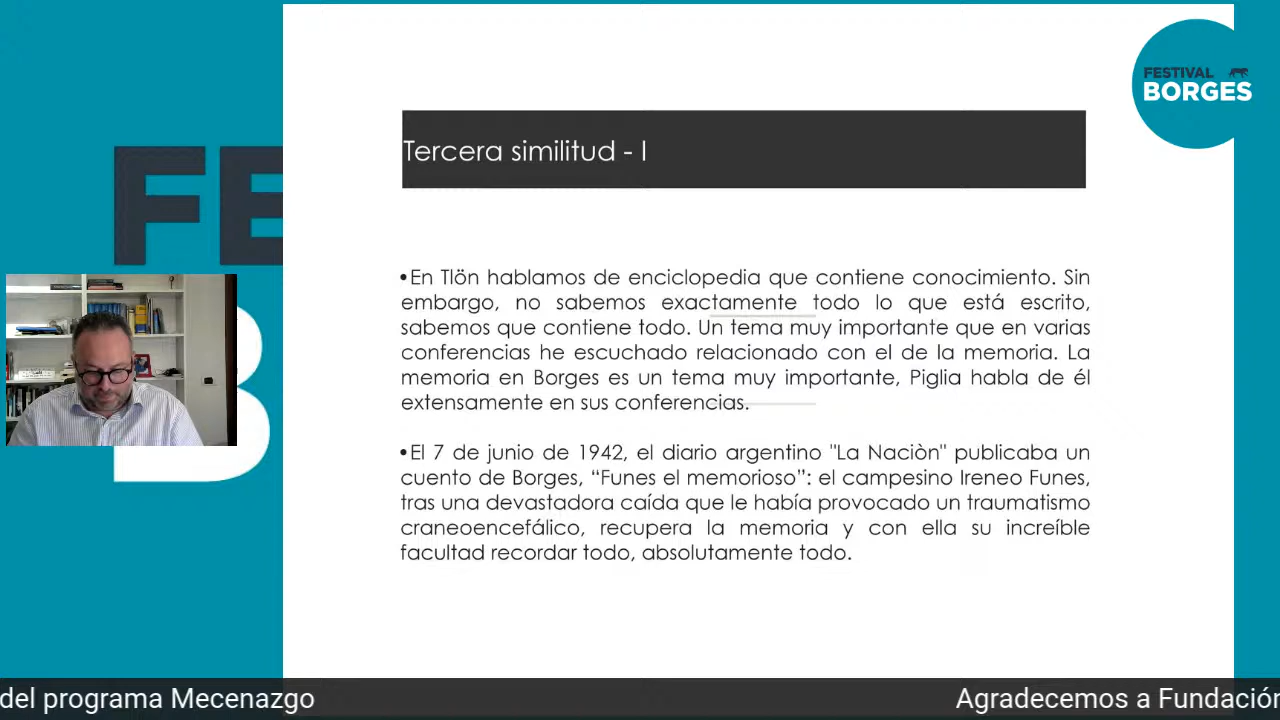 FESTIVAL
BORGES
FE
B
Tercera similitud - I
•En Tlön hablamos de enciclopedia que contiene conocimiento. Sin
embargo, no sabemos exactamente todo lo que está escrito,
sabemos que contiene todo. Un tema muy importante que en varias
conferencias he escuchado relacionado con el de la memoria. La
memoria en Borges es un tema muy importante, Piglia habla de él
extensamente en sus conferencias.
•El 7 de junio de 1942, el diario argentino "La Naciòn" publicaba un
cuento de Borges, “Funes el memorioso”: el campesino Ireneo Funes,
tras una devastadora caída que le había provocado un traumatismo
craneoencefálico, recupera la memoria y con ella su increíble
facultad recordar todo, absolutamente todo.
del programa Mecenazgo
Agradecemos a Fundación